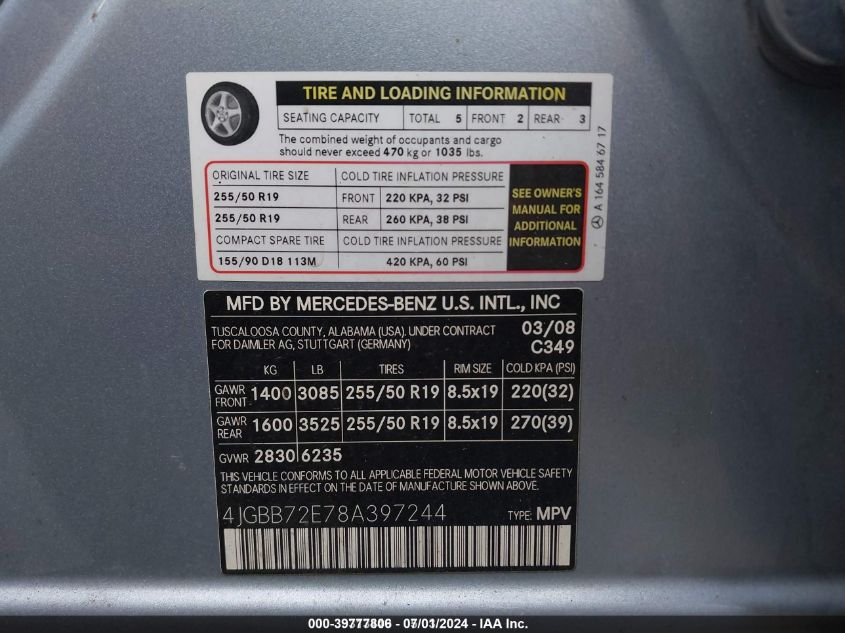 TIRE AND LOADING INFORMATION
SEATING CAPACITY TOTAL 5 FRONT 2 REAR 3
The combined weight of occupants and cargo
should never exceed 470 kg or 1035 lbs.
ORIGINAL TIRE SIZE COLD TIRE INFLATION PRESSURE
255/50 R19 FRONT 220 KPA, 32 PSI
255/50 R19 REAR 260 KPA, 38 PSI
COMPACT SPARE TIRE COLD TIRE INFLATION PRESSURE
155/90 D18 113M 420 KPA, 60 PSI
SEE OWNER'S
MANUAL FOR
ADDITIONAL
INFORMATION
A 164 584 67 17
MFD BY MERCEDES-BENZ U.S. INTL., INC
TUSCALOOSA COUNTY, ALABAMA (USA). UNDER CONTRACT 03/08
FOR DAIMLER AG, STUTTGART (GERMANY) C349
KG LB TIRES RIM SIZE COLD KPA (PSI)
GAWR FRONT 1400 3085 255/50 R19 8.5x19 220(32)
GAWR REAR 1600 3525 255/50 R19 8.5x19 270(39)
GVWR 2830 6235
THIS VEHICLE CONFORMS TO ALL APPLICABLE FEDERAL MOTOR VEHICLE SAFETY
STANDARDS IN EFFECT ON THE DATE OF MANUFACTURE SHOWN ABOVE.
4JGBB72E78A397244 TYPE: MPV
000-39777806 - 07/03/2024 - IAA Inc.